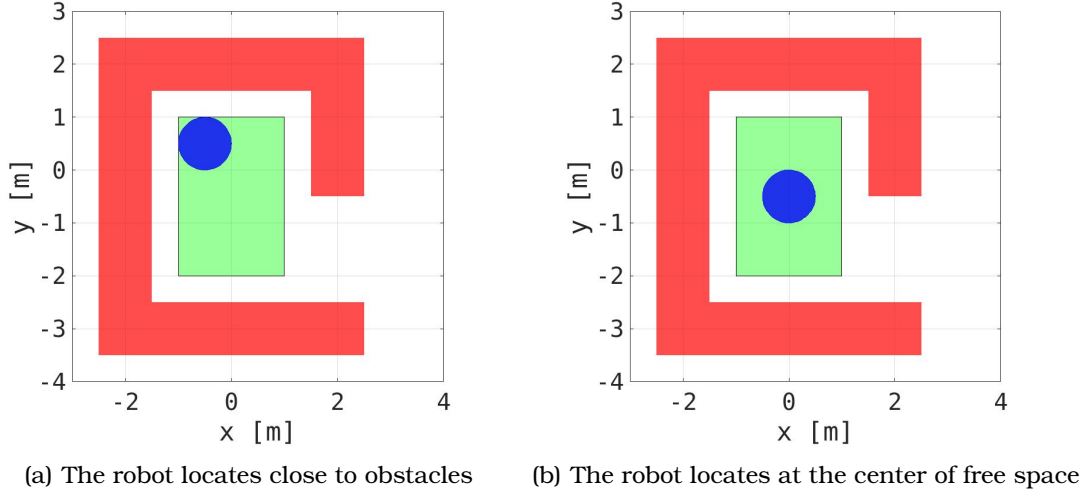 3
2
1
0
-1
-2
-3
-4
y [m]
-2 0 2 4
x [m]
(a) The robot locates close to obstacles
3
2
1
0
-1
-2
-3
-4
y [m]
-2 0 2 4
x [m]
(b) The robot locates at the center of free space